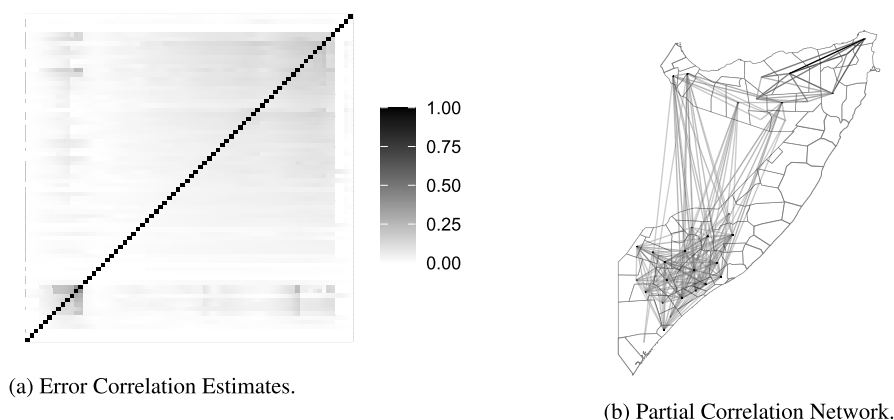 1.00
0.75
0.50
0.25
0.00
(a) Error Correlation Estimates.
(b) Partial Correlation Network.